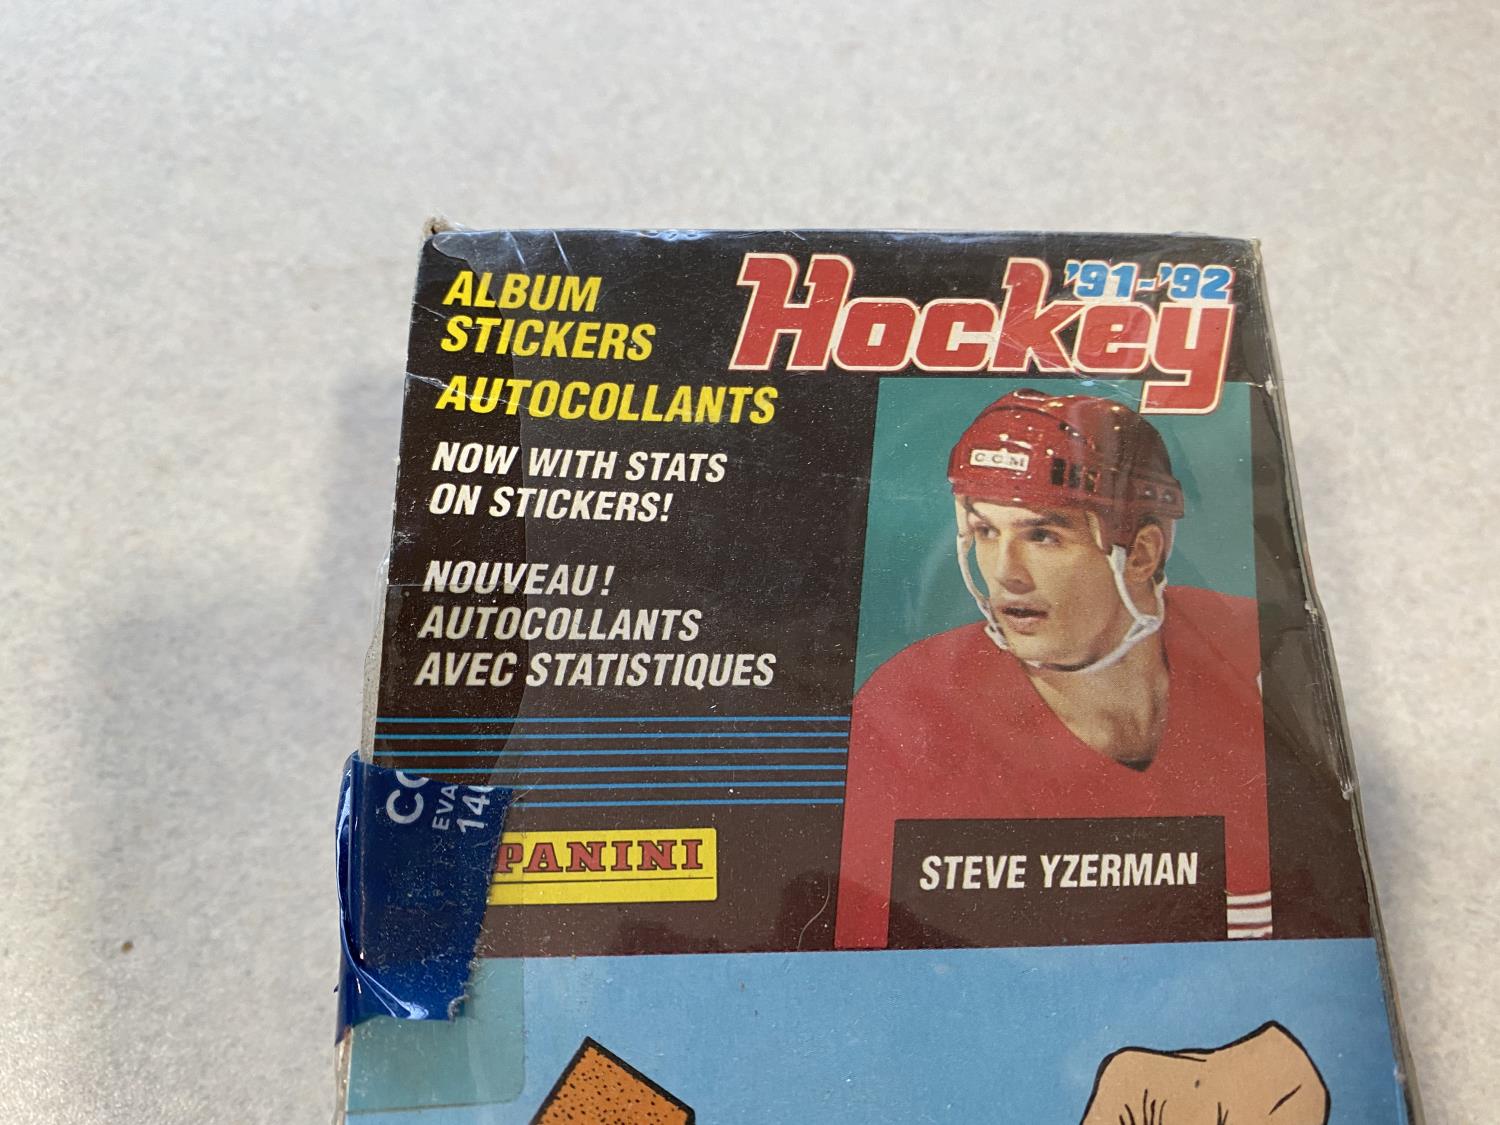 ALBUM
STICKERS
AUTOCOLLANTS
Hockey
'91-'92
NOW WITH STATS
ON STICKERS!
NOUVEAU!
AUTOCOLLANTS
AVEC STATISTIQUES
CCM
PANINI
STEVE YZERMAN